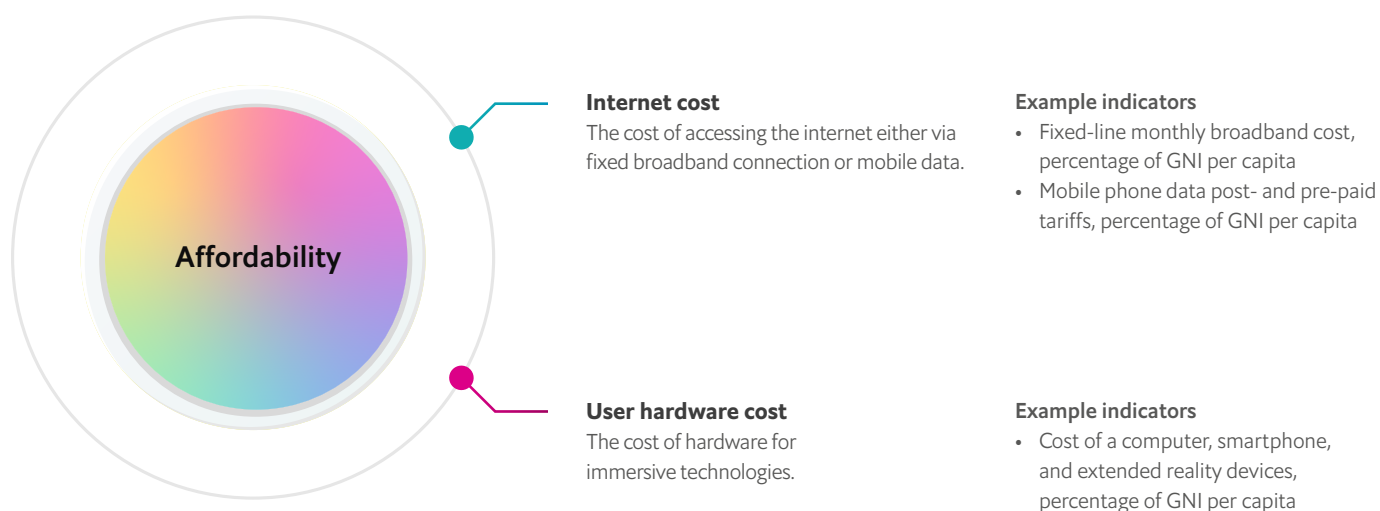 Affordability
Internet cost
The cost of accessing the internet either via
fixed broadband connection or mobile data.
Example indicators
• Fixed-line monthly broadband cost,
percentage of GNI per capita
• Mobile phone data post- and pre-paid
tariffs, percentage of GNI per capita
User hardware cost
The cost of hardware for
immersive technologies.
Example indicators
• Cost of a computer, smartphone,
and extended reality devices,
percentage of GNI per capita